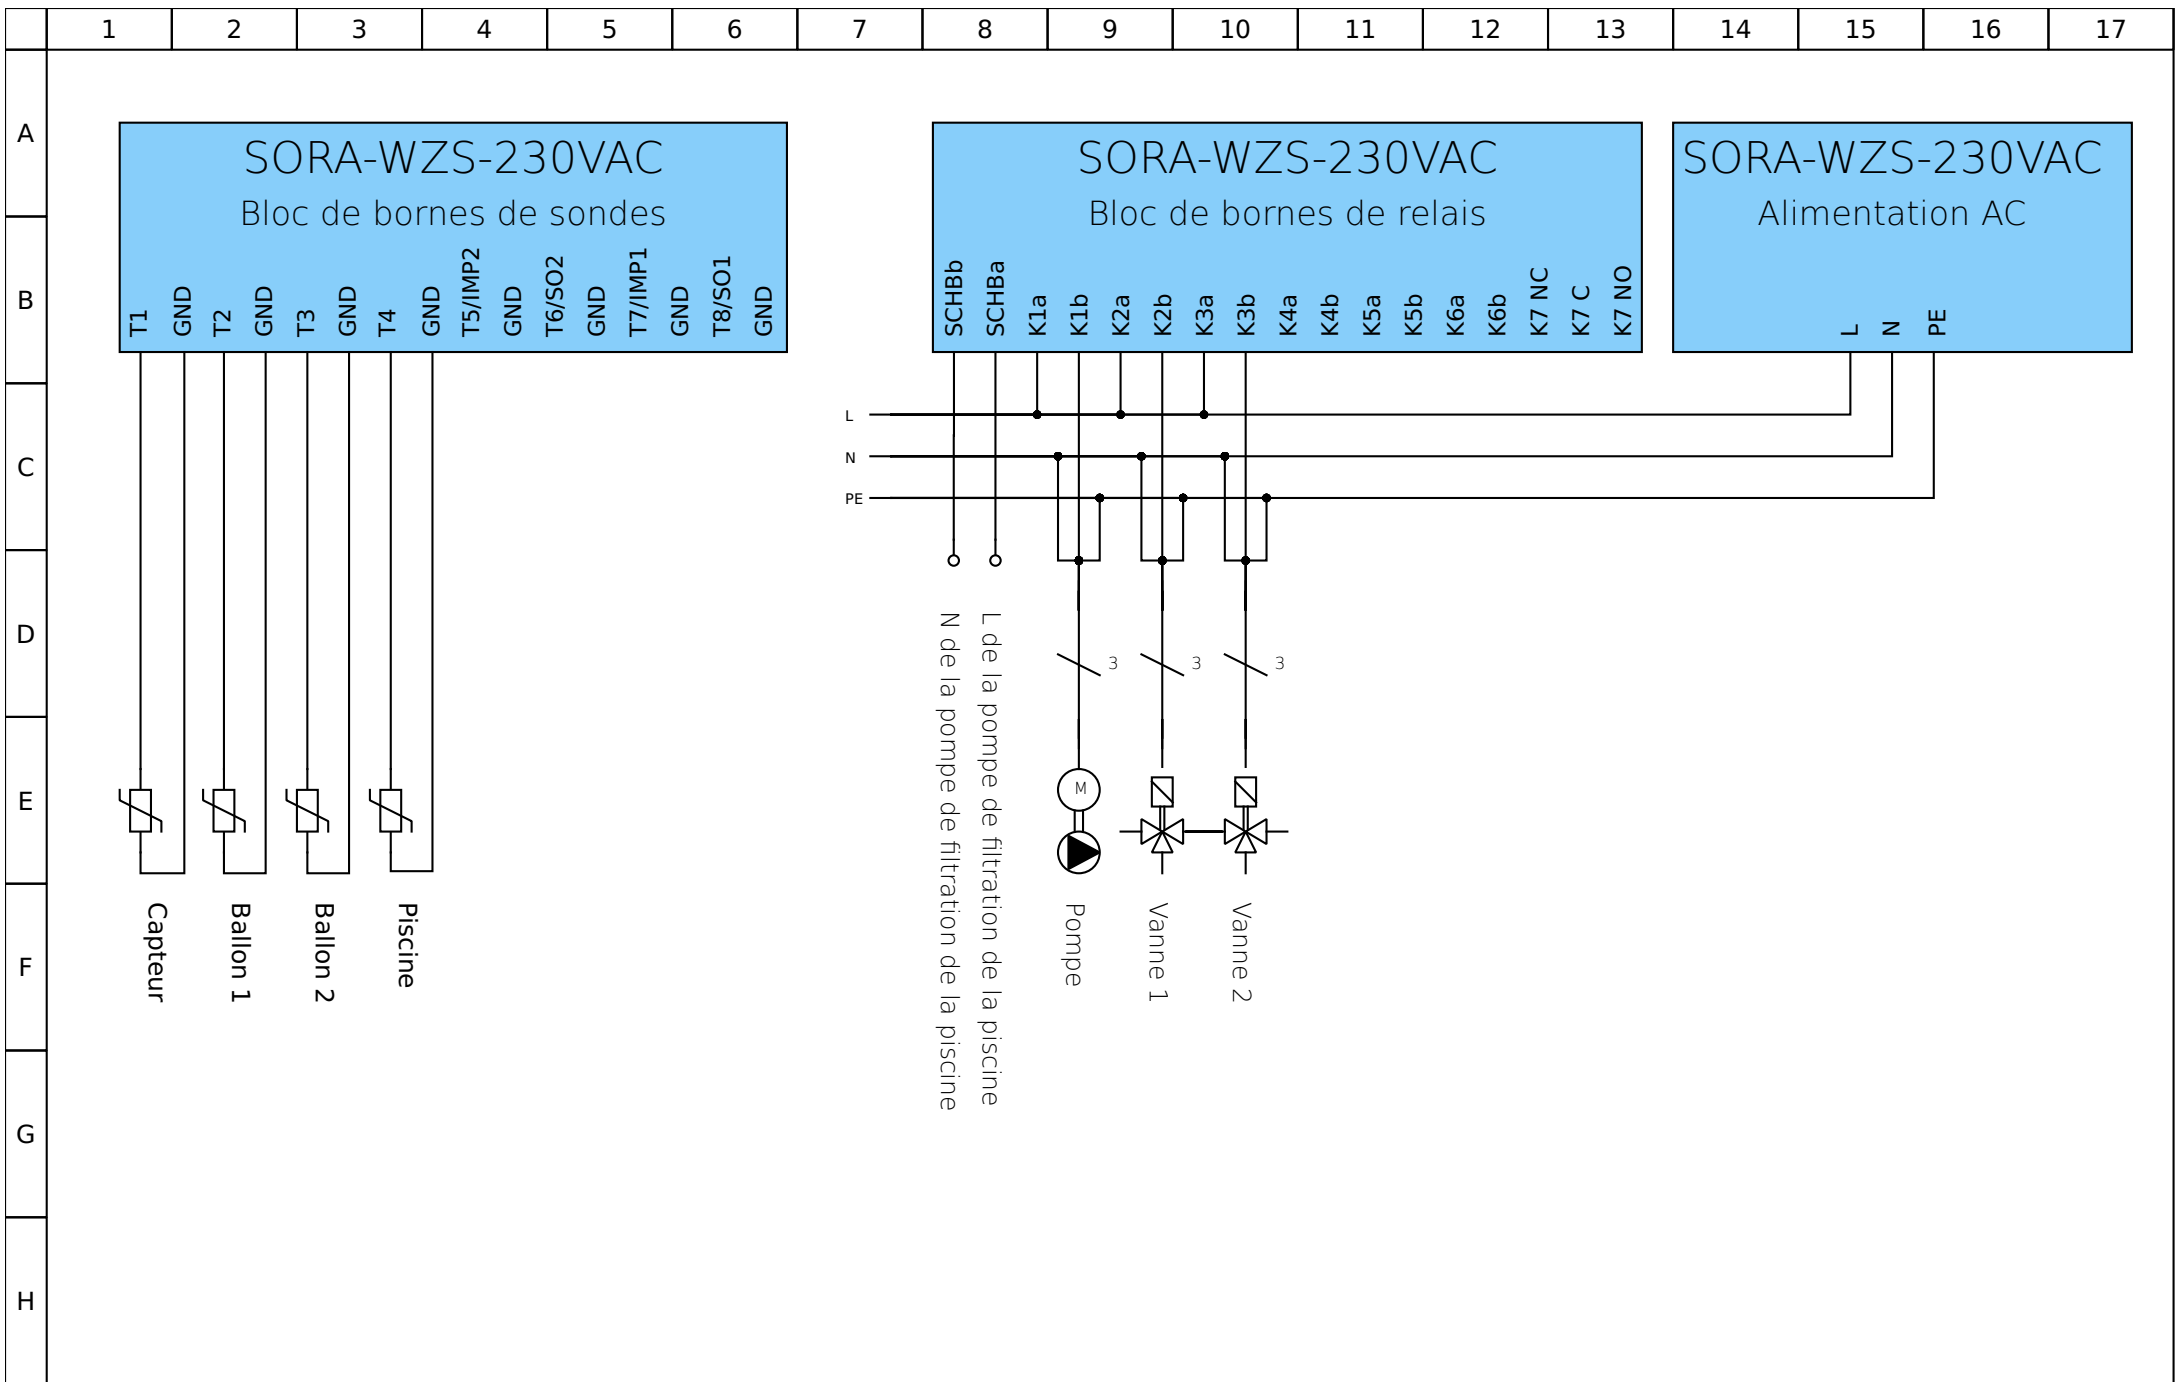 1 2 3 4 5 6 7 8 9 10 11 12 13 14 15 16 17
A
SORA-WZS-230VAC
Bloc de bornes de sondes
T1 GND T2 GND T3 GND T4 GND T5/IMP2 GND T6/SO2 GND T7/IMP1 GND T8/SO1 GND
SORA-WZS-230VAC
Bloc de bornes de relais
SCHBb SCHBa K1a K1b K2a K2b K3a K3b K4a K4b K5a K5b K6a K6b K7 NC K7 C K7 NO
SORA-WZS-230VAC
Alimentation AC
L N PE
B
L
N
C
PE
D
3 3 3
N de la pompe de filtration de la piscine
L de la pompe de filtration de la piscine
E
M
Capteur
Ballon 1
Ballon 2
Piscine
Pompe
Vanne 1
Vanne 2
F
G
H